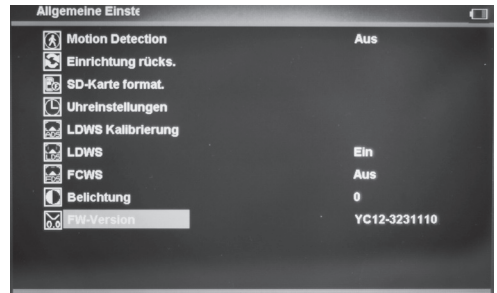 Allgemeine Einste
Motion Detection Aus
Einrichtung rücks.
SD-Karte format.
Uhreinstellungen
LDWS Kalibrierung
LDWS Ein
FCWS Aus
Belichtung 0
FW-Version YC12-3231110